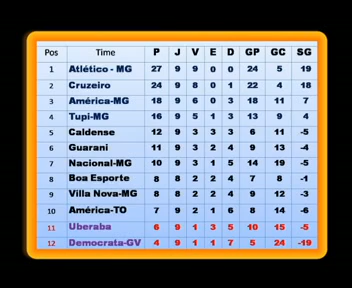 Pos Time P J V E D GP GC SG
1 Atlético - MG 27 9 9 0 0 24 5 19
2 Cruzeiro 24 9 8 0 1 22 4 18
3 América-MG 18 9 6 0 3 18 11 7
4 Tupi-MG 16 9 5 1 3 13 9 4
5 Caldense 12 9 3 3 3 6 11 -5
6 Guarani 11 9 3 2 4 9 13 -4
7 Nacional-MG 10 9 3 1 5 14 19 -5
8 Boa Esporte 8 8 2 2 4 7 8 -1
9 Villa Nova-MG 8 8 2 2 4 9 12 -3
10 América-TO 7 9 2 1 6 8 14 -6
11 Uberaba 6 9 1 3 5 10 15 -5
12 Democrata-GV 4 9 1 1 7 5 24 -19